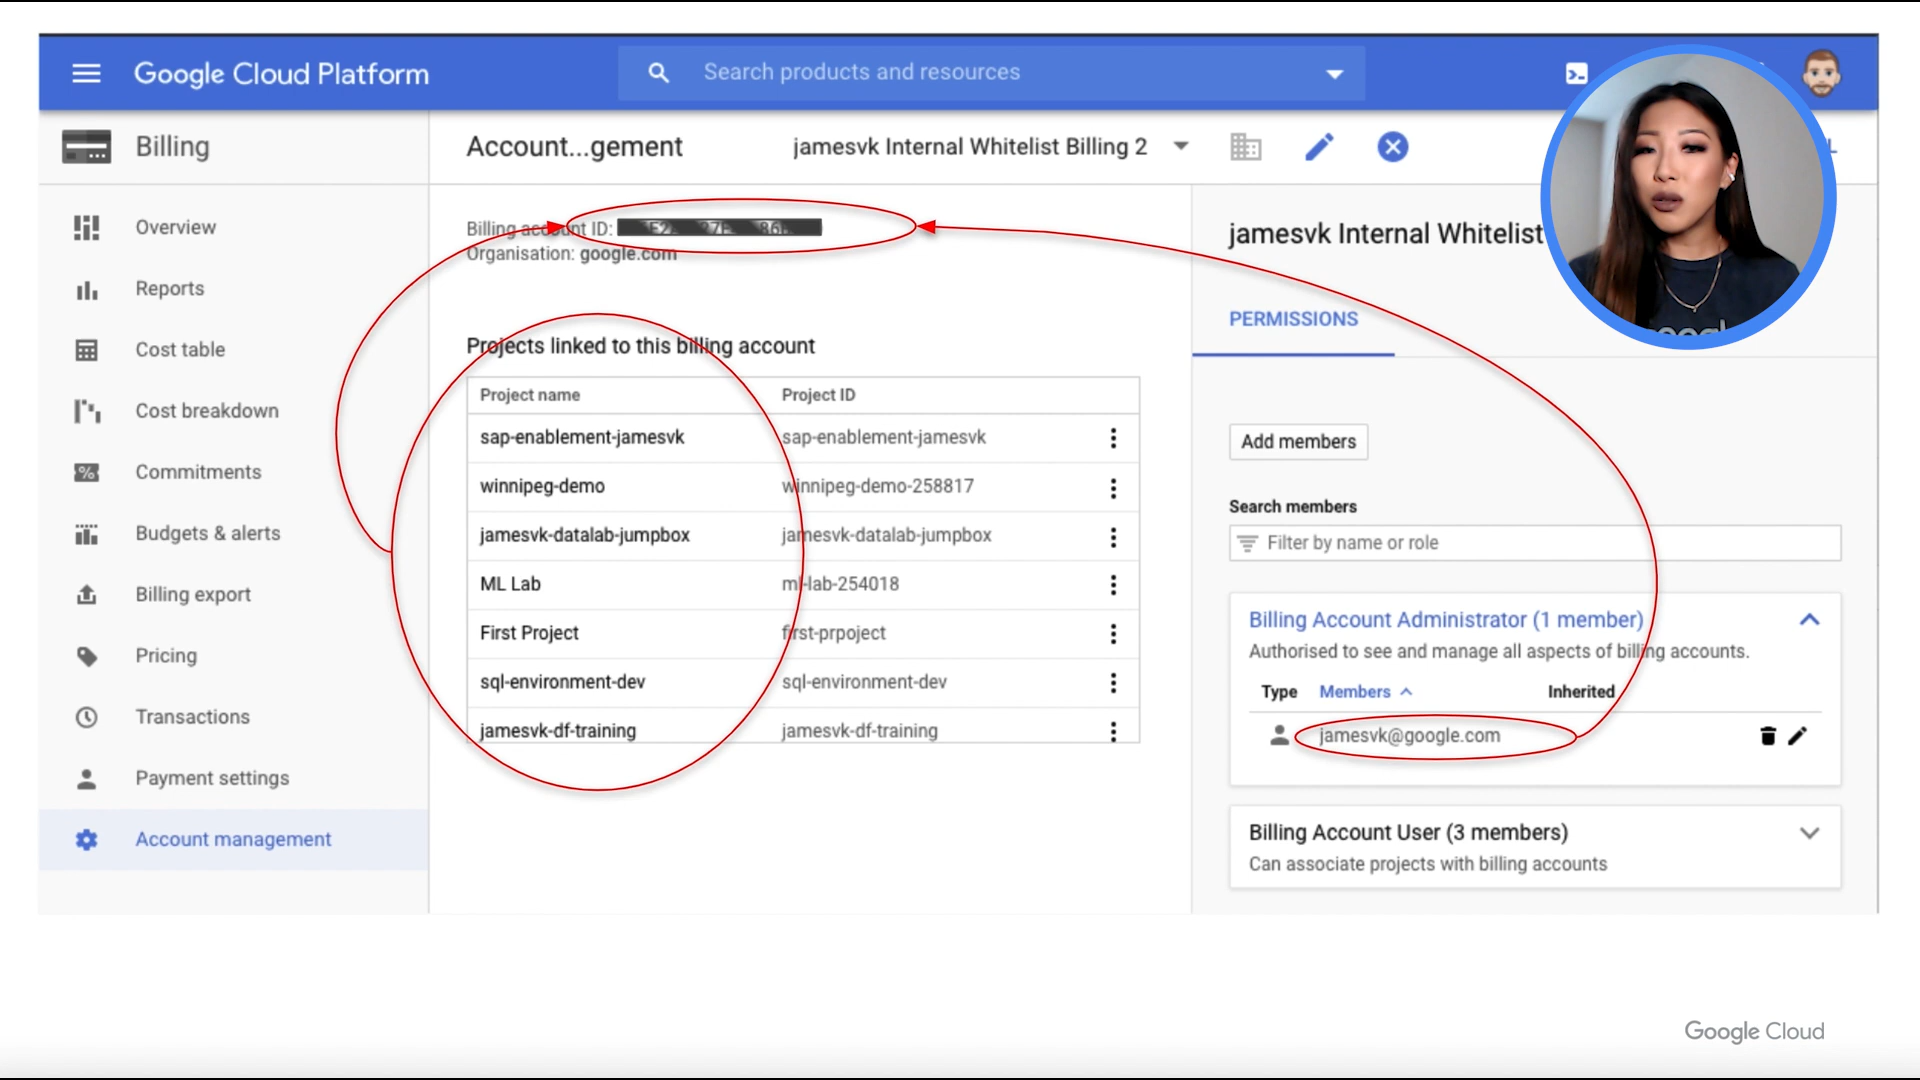 Google Cloud Platform
Search products and resources
Billing
Account...gement
jamesvk Internal Whitelist Billing 2
Overview
Reports
Cost table
Cost breakdown
Commitments
Budgets & alerts
Billing export
Pricing
Transactions
Payment settings
Account management
Billing account ID:
Organisation: google.com
Projects linked to this billing account
Project name Project ID
sap-enablement-jamesvk sap-enablement-jamesvk
winnipeg-demo winnipeg-demo-258817
jamesvk-datalab-jumpbox jamesvk-datalab-jumpbox
ML Lab ml-lab-254018
First Project first-prpoject
sql-environment-dev sql-environment-dev
jamesvk-df-training jamesvk-df-training
jamesvk Internal Whitelist
PERMISSIONS
Add members
Search members
Filter by name or role
Billing Account Administrator (1 member)
Authorised to see and manage all aspects of billing accounts.
Type Members Inherited
jamesvk@google.com
Billing Account User (3 members)
Can associate projects with billing accounts
Google Cloud